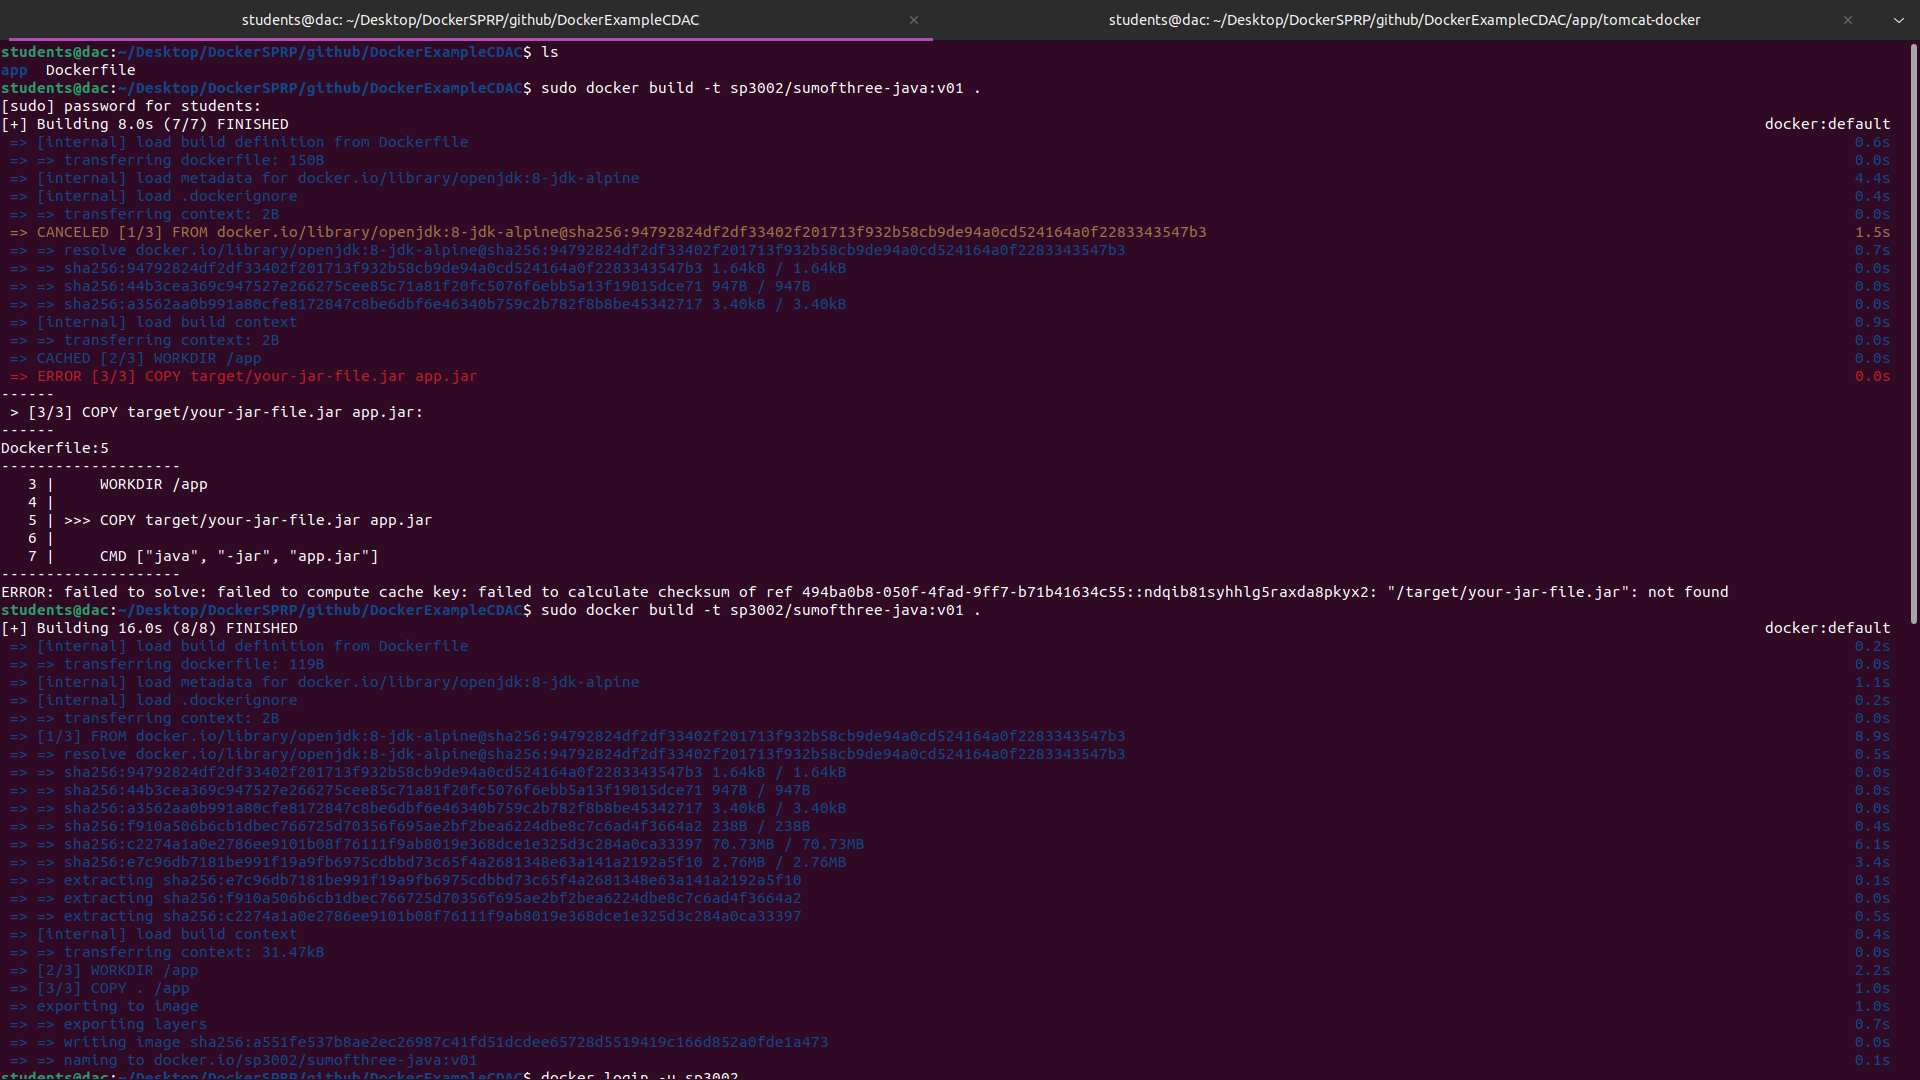 students@dac: ~/Desktop/DockerSPRP/github/DockerExampleCDAC × students@dac: ~/Desktop/DockerSPRP/github/DockerExampleCDAC/app/tomcat-docker ×
students@dac:~/Desktop/DockerSPRP/github/DockerExampleCDAC$ ls
app  Dockerfile
students@dac:~/Desktop/DockerSPRP/github/DockerExampleCDAC$ sudo docker build -t sp3002/sumofthree-java:v01 .
[sudo] password for students:
[+] Building 8.0s (7/7) FINISHED docker:default
=> [internal] load build definition from Dockerfile 0.6s
=> => transferring dockerfile: 150B 0.0s
=> [internal] load metadata for docker.io/library/openjdk:8-jdk-alpine 4.4s
=> [internal] load .dockerignore 0.4s
=> => transferring context: 2B 0.0s
=> CANCELED [1/3] FROM docker.io/library/openjdk:8-jdk-alpine@sha256:94792824df2df33402f201713f932b58cb9de94a0cd524164a0f2283343547b3 1.5s
=> => resolve docker.io/library/openjdk:8-jdk-alpine@sha256:94792824df2df33402f201713f932b58cb9de94a0cd524164a0f2283343547b3 0.7s
=> => sha256:94792824df2df33402f201713f932b58cb9de94a0cd524164a0f2283343547b3 1.64kB / 1.64kB 0.0s
=> => sha256:44b3cea369c947527e266275cee85c71a81f20fc5076f6ebb5a13f19015dce71 947B / 947B 0.0s
=> => sha256:a3562aa0b991a80cfe8172847c8be6dbf6e46340b759c2b782f8b8be45342717 3.40kB / 3.40kB 0.0s
=> [internal] load build context 0.9s
=> => transferring context: 2B 0.0s
=> CACHED [2/3] WORKDIR /app 0.0s
=> ERROR [3/3] COPY target/your-jar-file.jar app.jar 0.0s
------
> [3/3] COPY target/your-jar-file.jar app.jar:
------
Dockerfile:5
--------------------
3 |     WORKDIR /app
4 |
5 | >>> COPY target/your-jar-file.jar app.jar
6 |
7 |     CMD ["java", "-jar", "app.jar"]
--------------------
ERROR: failed to solve: failed to compute cache key: failed to calculate checksum of ref 494ba0b8-050f-4fad-9ff7-b71b41634c55::ndqib81syhhlg5raxda8pkyx2: "/target/your-jar-file.jar": not found
students@dac:~/Desktop/DockerSPRP/github/DockerExampleCDAC$ sudo docker build -t sp3002/sumofthree-java:v01 .
[+] Building 16.0s (8/8) FINISHED docker:default
=> [internal] load build definition from Dockerfile 0.2s
=> => transferring dockerfile: 119B 0.0s
=> [internal] load metadata for docker.io/library/openjdk:8-jdk-alpine 1.1s
=> [internal] load .dockerignore 0.2s
=> => transferring context: 2B 0.0s
=> [1/3] FROM docker.io/library/openjdk:8-jdk-alpine@sha256:94792824df2df33402f201713f932b58cb9de94a0cd524164a0f2283343547b3 8.9s
=> => resolve docker.io/library/openjdk:8-jdk-alpine@sha256:94792824df2df33402f201713f932b58cb9de94a0cd524164a0f2283343547b3 0.5s
=> => sha256:94792824df2df33402f201713f932b58cb9de94a0cd524164a0f2283343547b3 1.64kB / 1.64kB 0.0s
=> => sha256:44b3cea369c947527e266275cee85c71a81f20fc5076f6ebb5a13f19015dce71 947B / 947B 0.0s
=> => sha256:a3562aa0b991a80cfe8172847c8be6dbf6e46340b759c2b782f8b8be45342717 3.40kB / 3.40kB 0.0s
=> => sha256:f910a506b6cb1dbec766725d70356f695ae2bf2bea6224dbe8c7c6ad4f3664a2 238B / 238B 0.4s
=> => sha256:c2274a1a0e2786ee9101b08f76111f9ab8019e368dce1e325d3c284a0ca33397 70.73MB / 70.73MB 6.1s
=> => sha256:e7c96db7181be991f19a9fb6975cdbbd73c65f4a2681348e63a141a2192a5f10 2.76MB / 2.76MB 3.4s
=> => extracting sha256:e7c96db7181be991f19a9fb6975cdbbd73c65f4a2681348e63a141a2192a5f10 0.1s
=> => extracting sha256:f910a506b6cb1dbec766725d70356f695ae2bf2bea6224dbe8c7c6ad4f3664a2 0.0s
=> => extracting sha256:c2274a1a0e2786ee9101b08f76111f9ab8019e368dce1e325d3c284a0ca33397 0.5s
=> [internal] load build context 0.4s
=> => transferring context: 31.47kB 0.0s
=> [2/3] WORKDIR /app 2.2s
=> [3/3] COPY . /app 1.0s
=> exporting to image 1.0s
=> => exporting layers 0.7s
=> => writing image sha256:a551fe537b8ae2ec26987c41fd51dcdee65728d5519419c166d852a0fde1a473 0.0s
=> => naming to docker.io/sp3002/sumofthree-java:v01 0.1s
students@dac:~/Desktop/DockerSPRP/github/DockerExampleCDAC$ docker login -u sp3002